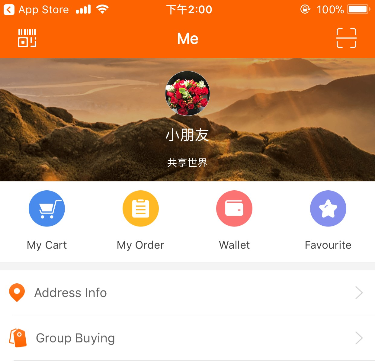 App Store 下午2:00 100%
Me
小朋友
共享世界
My Cart My Order Wallet Favourite
Address Info
Group Buying